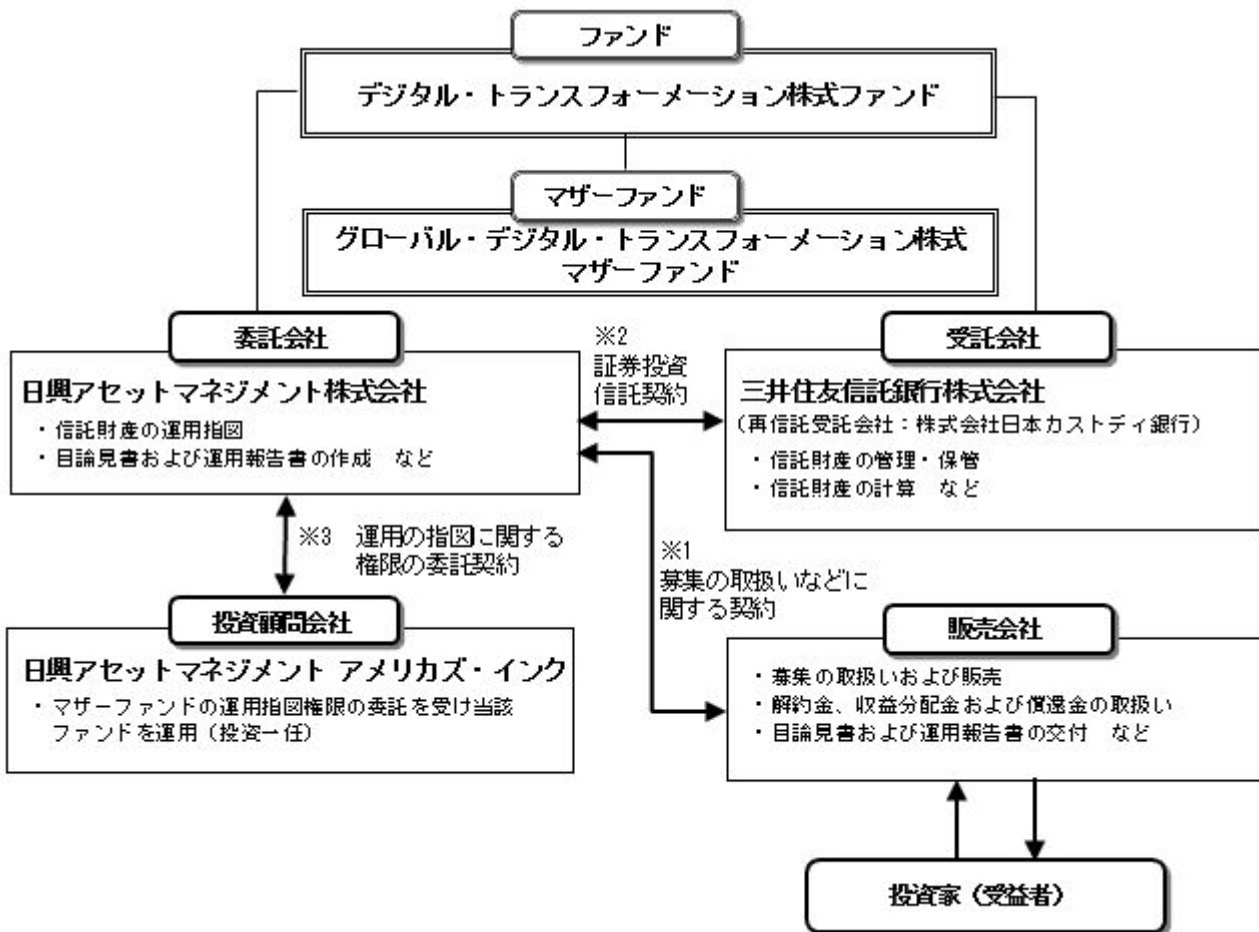 ファンド
デジタル・トランスフォーメーション株式ファンド
マザーファンド
グローバル・デジタル・トランスフォーメーション株式
マザーファンド
委託会社
日興アセットマネジメント株式会社
・信託財産の運用指図
・目論見書および運用報告書の作成 など
※2
証券投資
信託契約
受託会社
三井住友信託銀行株式会社
(再信託受託会社:株式会社日本カストディ銀行)
・信託財産の管理・保管
・信託財産の計算 など
※3 運用の指図に関する
権限の委託契約
※1
募集の取扱いなどに
関する契約
投資顧問会社
日興アセットマネジメント アメリカズ・インク
・マザーファンドの運用指図権限の委託を受け当該
ファンドを運用(投資一任)
販売会社
・募集の取扱いおよび販売
・解約金、収益分配金および償還金の取扱い
・目論見書および運用報告書の交付 など
投資家(受益者)